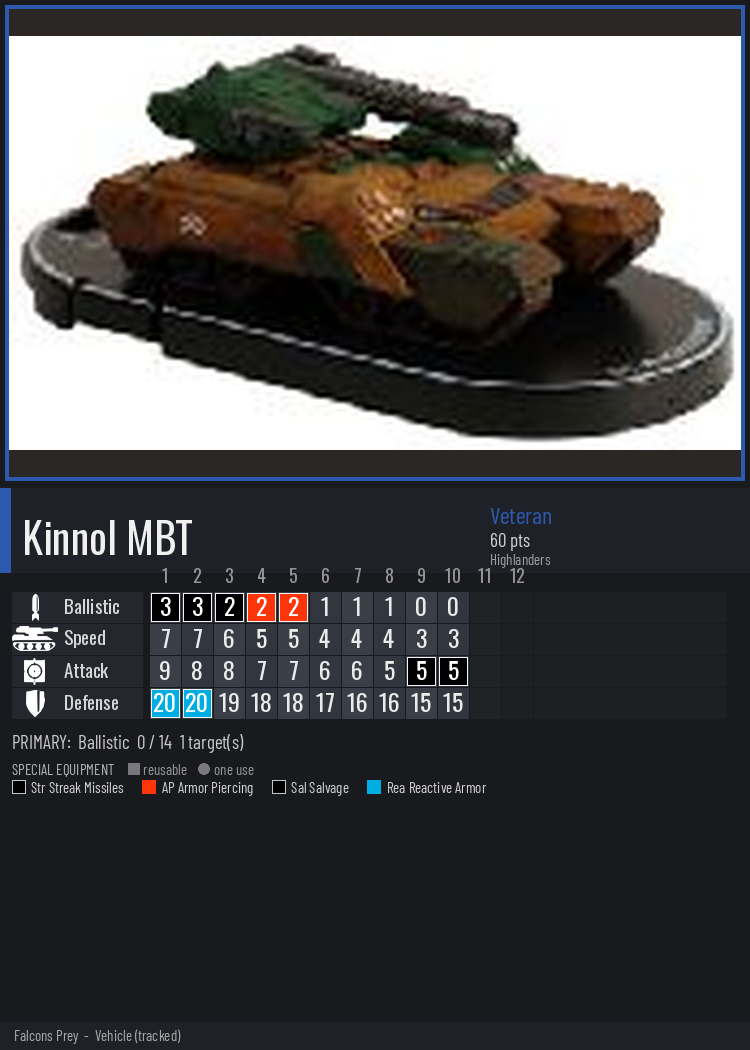 Kinnol MBT
Veteran
60 pts
Highlanders
1 2 3 4 5 6 7 8 9 10 11 12
Ballistic 3 3 2 2 2 1 1 1 0 0
Speed 7 7 6 5 5 4 4 4 3 3
Attack 9 8 8 7 7 6 6 5 5 5
Defense 20 20 19 18 18 17 16 16 15 15
PRIMARY: Ballistic 0 / 14 1 target(s)
SPECIAL EQUIPMENT reusable one use
Str Streak Missiles AP Armor Piercing Sal Salvage Rea Reactive Armor
Falcons Prey - Vehicle (tracked)